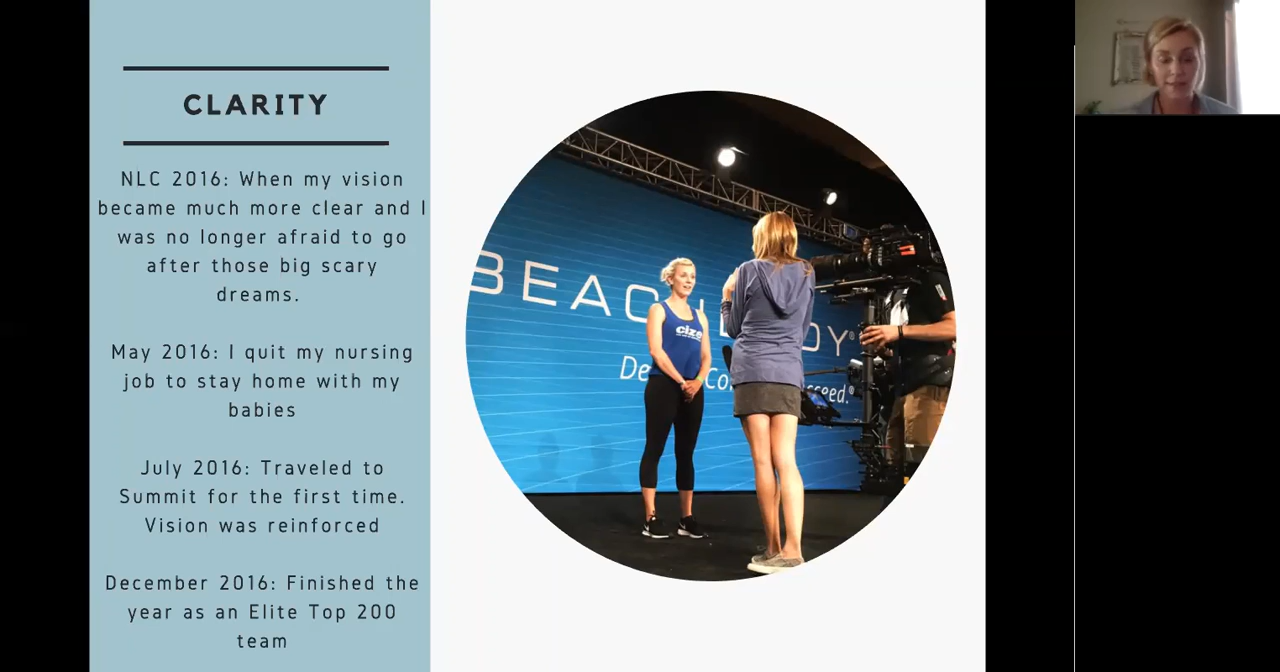 CLARITY
NLC 2016: When my vision
became much more clear and I
was no longer afraid to go
after those big scary
dreams.
May 2016: I quit my nursing
job to stay home with my
babies
July 2016: Traveled to
Summit for the first time.
Vision was reinforced
December 2016: Finished the
year as an Elite Top 200
team
BEACH
ODY®
cize